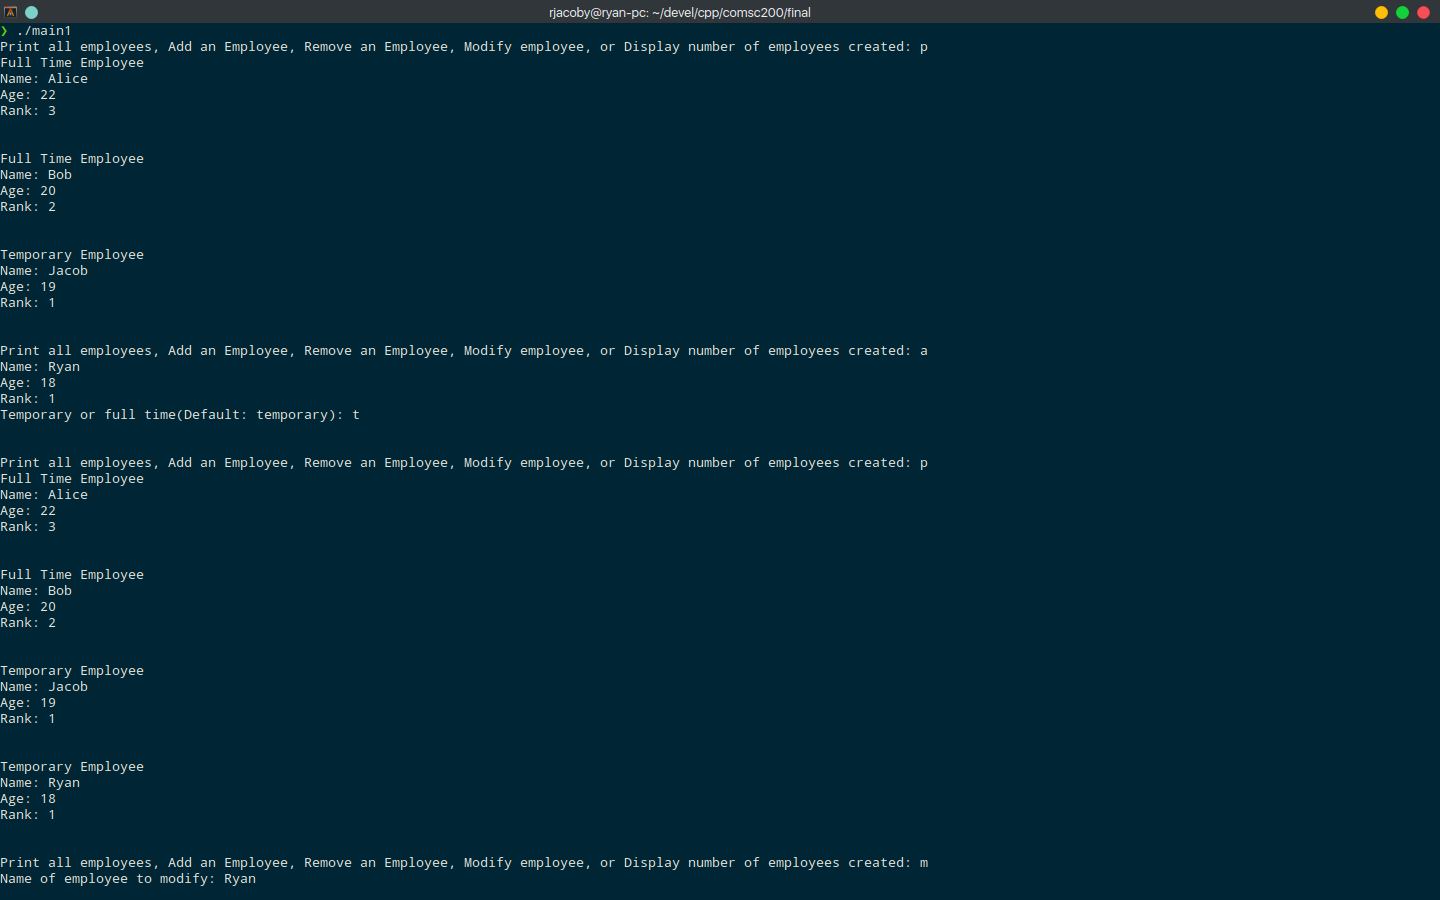 rjacoby@ryan-pc: ~/devel/cpp/comsc200/final
❯ ./main1
Print all employees, Add an Employee, Remove an Employee, Modify employee, or Display number of employees created: p
Full Time Employee
Name: Alice
Age: 22
Rank: 3
Full Time Employee
Name: Bob
Age: 20
Rank: 2
Temporary Employee
Name: Jacob
Age: 19
Rank: 1
Print all employees, Add an Employee, Remove an Employee, Modify employee, or Display number of employees created: a
Name: Ryan
Age: 18
Rank: 1
Temporary or full time(Default: temporary): t
Print all employees, Add an Employee, Remove an Employee, Modify employee, or Display number of employees created: p
Full Time Employee
Name: Alice
Age: 22
Rank: 3
Full Time Employee
Name: Bob
Age: 20
Rank: 2
Temporary Employee
Name: Jacob
Age: 19
Rank: 1
Temporary Employee
Name: Ryan
Age: 18
Rank: 1
Print all employees, Add an Employee, Remove an Employee, Modify employee, or Display number of employees created: m
Name of employee to modify: Ryan